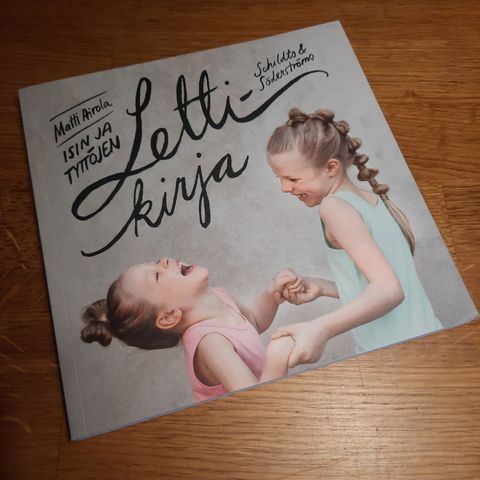 Matti Airola
ISIN JA
TYTTÖJEN
Letti-
kirja
Schildts &
Söderströms